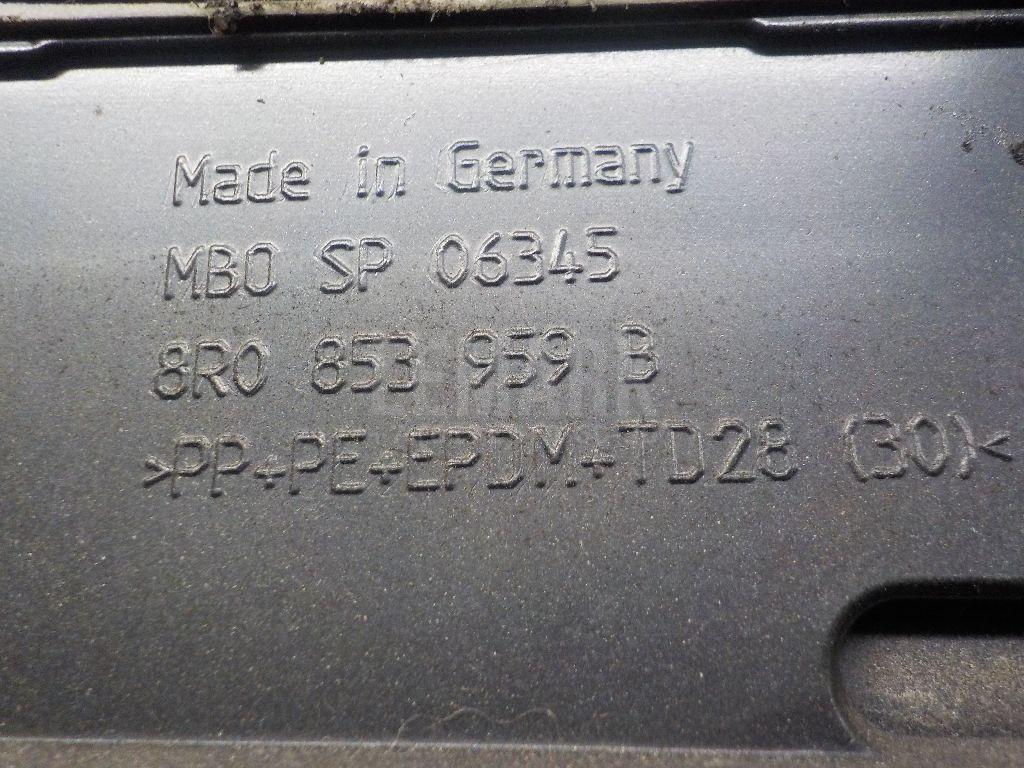 Made in Germany
MBO SP 06345
8R0 853 959 B
>PP+PE+EPDM+TD28 (30)<